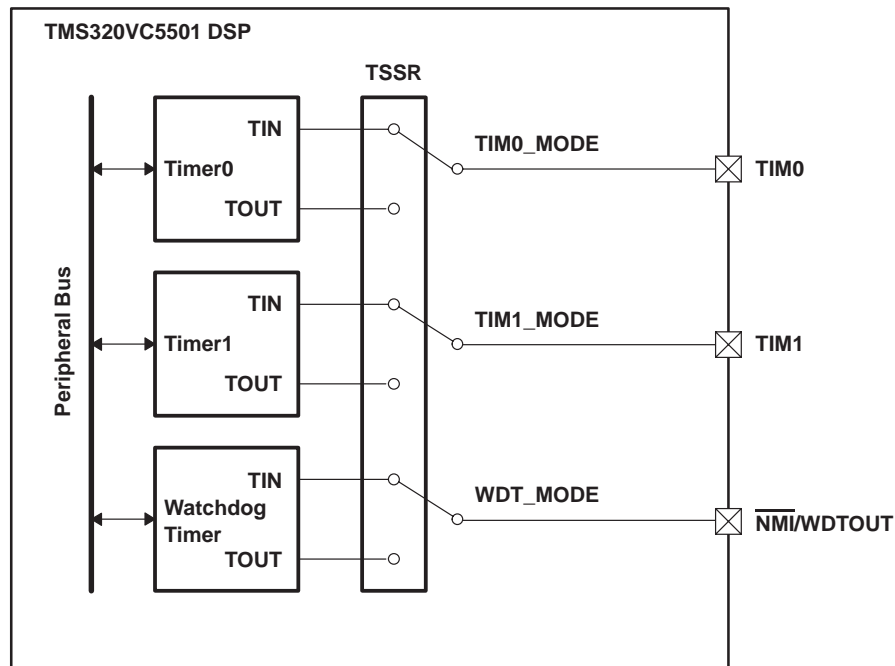 TMS320VC5501 DSP
TSSR
TIN
Timer0
TOUT
TIM0_MODE
TIM0
Peripheral Bus
TIN
Timer1
TOUT
TIM1_MODE
TIM1
TIN
Watchdog
Timer
TOUT
WDT_MODE
NMI/WDTOUT